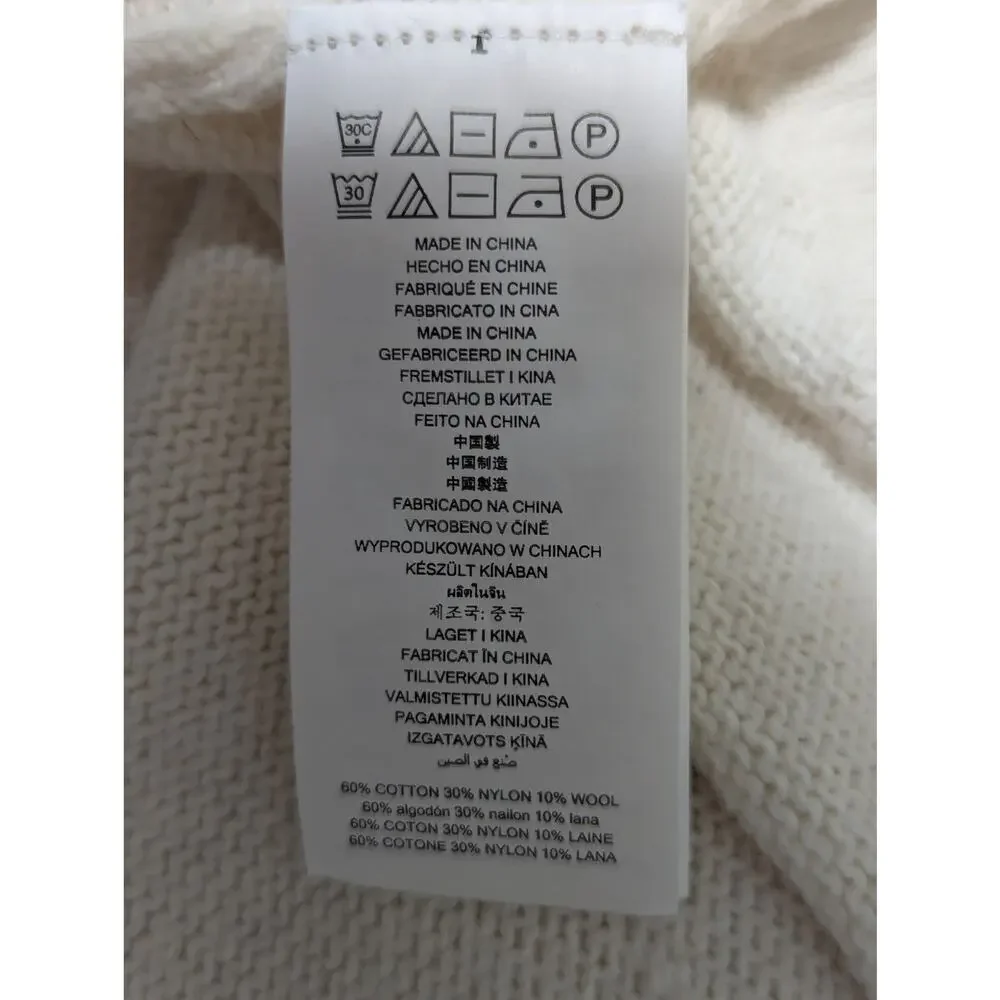 30C P
30 P
MADE IN CHINA
HECHO EN CHINA
FABRIQUÉ EN CHINE
FABBRICATO IN CINA
MADE IN CHINA
GEFABRICEERD IN CHINA
FREMSTILLET I KINA
СДЕЛАНО В КИТАЕ
FEITO NA CHINA
中国製
中国制造
中國製造
FABRICADO NA CHINA
VYROBENO V ČÍNĚ
WYPRODUKOWANO W CHINACH
KÉSZÜLT KÍNÁBAN
ผลิตในจีน
제조국: 중국
LAGET I KINA
FABRICAT ÎN CHINA
TILLVERKAD I KINA
VALMISTETTU KIINASSA
PAGAMINTA KINIJOJE
IZGATAVOTS ĶĪNĀ
صُنع في الصين
60% COTTON 30% NYLON 10% WOOL
60% algodón 30% nailon 10% lana
60% COTON 30% NYLON 10% LAINE
60% COTONE 30% NYLON 10% LANA